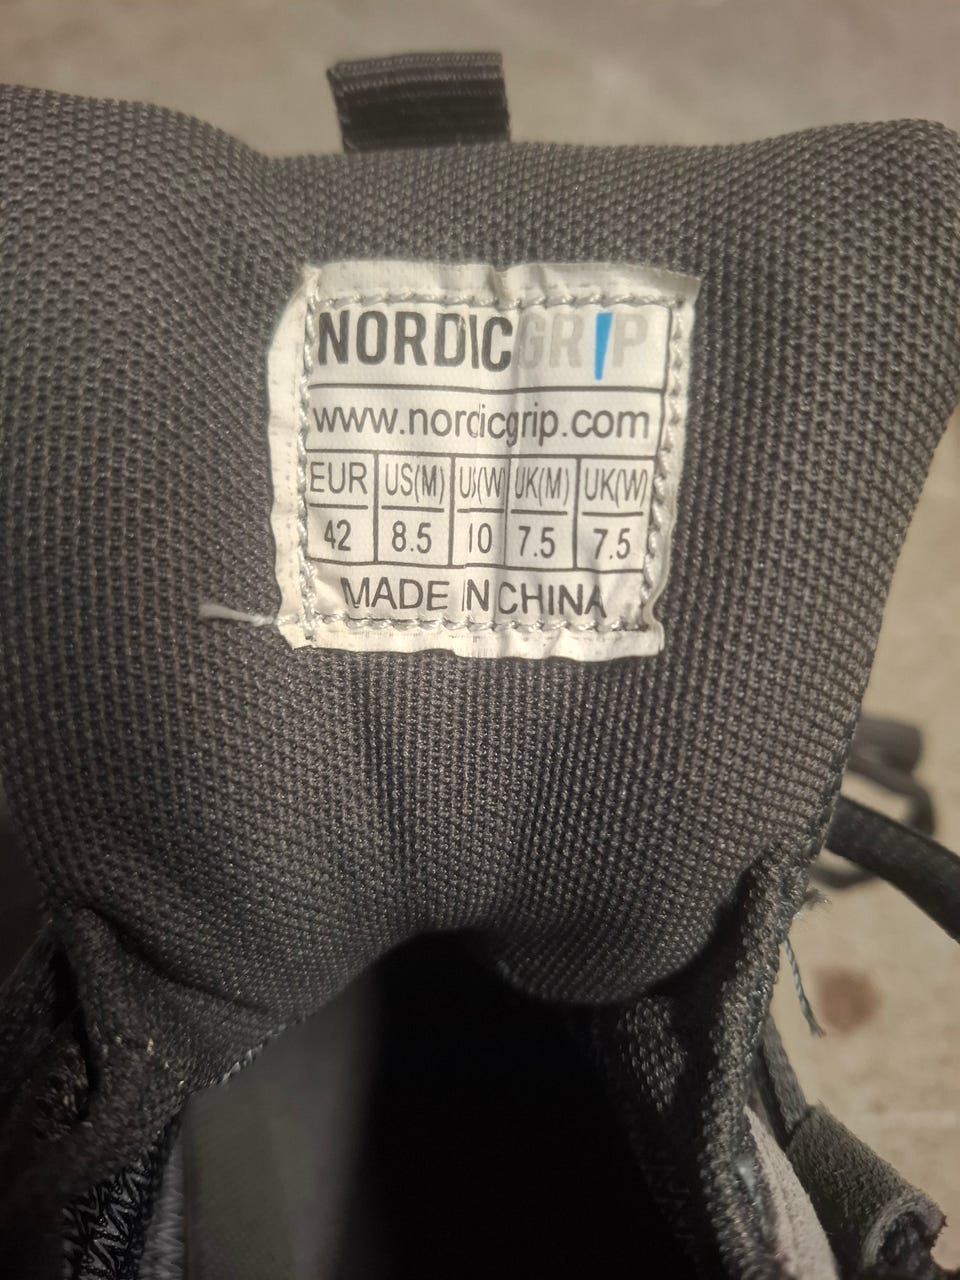 NORDICGRIP
www.nordicgrip.com
EUR US(M) US(W) UK(M) UK(W)
42 8.5 10 7.5 7.5
MADE IN CHINA